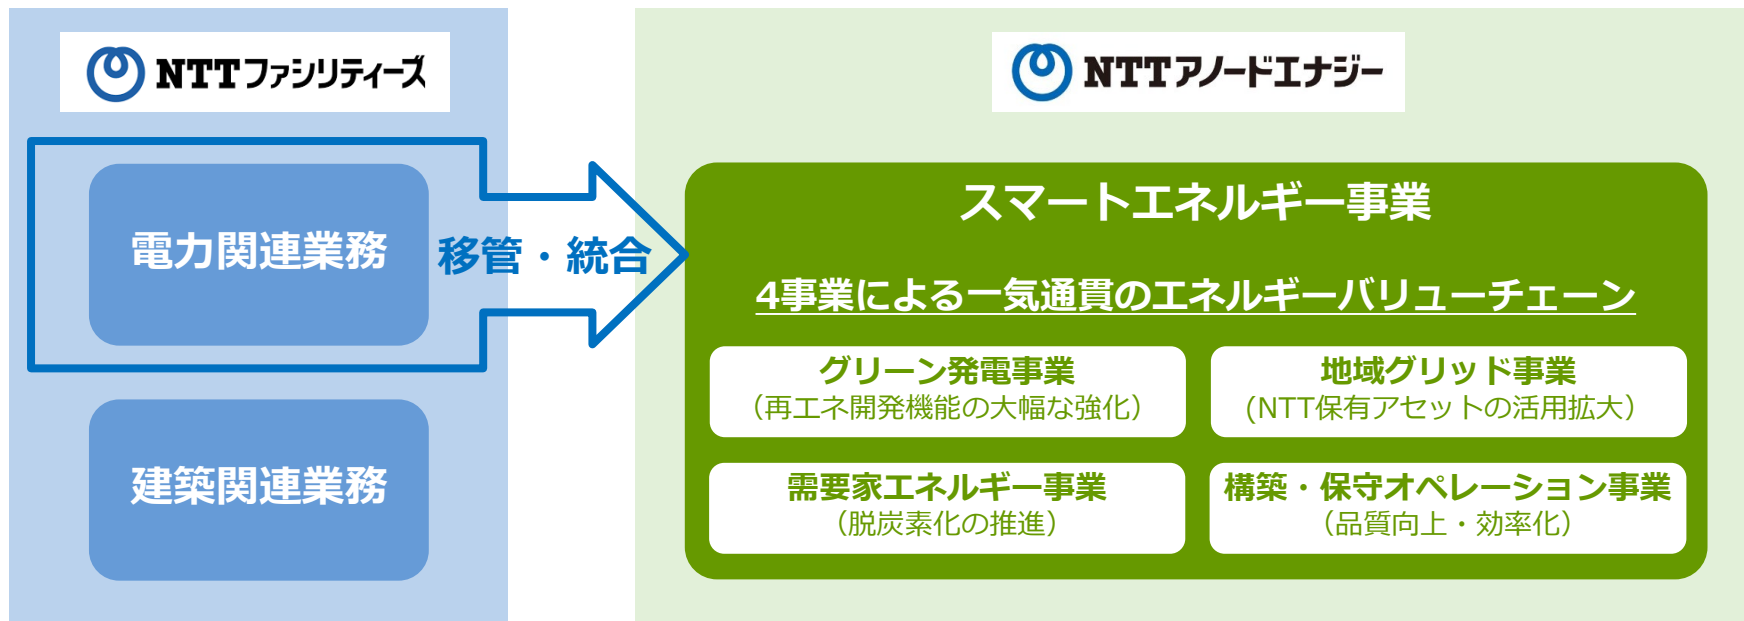 NTTファシリティーズ
電力関連業務
建築関連業務
移管・統合
NTTアノードエナジー
スマートエネルギー事業
4事業による一気通貫のエネルギーバリューチェーン
グリーン発電事業
（再エネ開発機能の大幅な強化）
地域グリッド事業
(NTT保有アセットの活用拡大）
需要家エネルギー事業
（脱炭素化の推進）
構築・保守オペレーション事業
（品質向上・効率化）